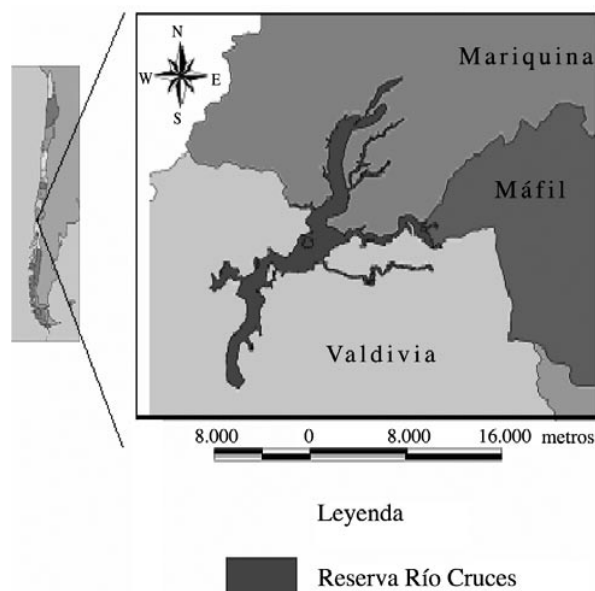 N
W E
S
Mariquina
Máfil
Valdivia
8.000 0 8.000 16.000 metros
Leyenda
Reserva Río Cruces